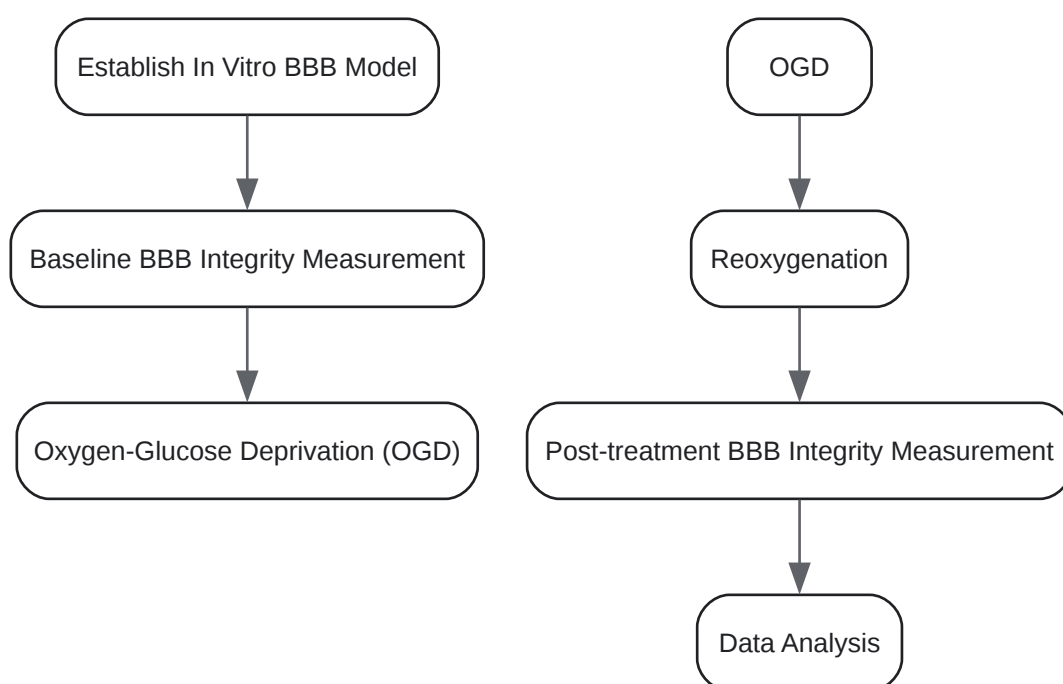 Establish In Vitro BBB Model
Baseline BBB Integrity Measurement
Oxygen-Glucose Deprivation (OGD)
OGD
Reoxygenation
Post-treatment BBB Integrity Measurement
Data Analysis